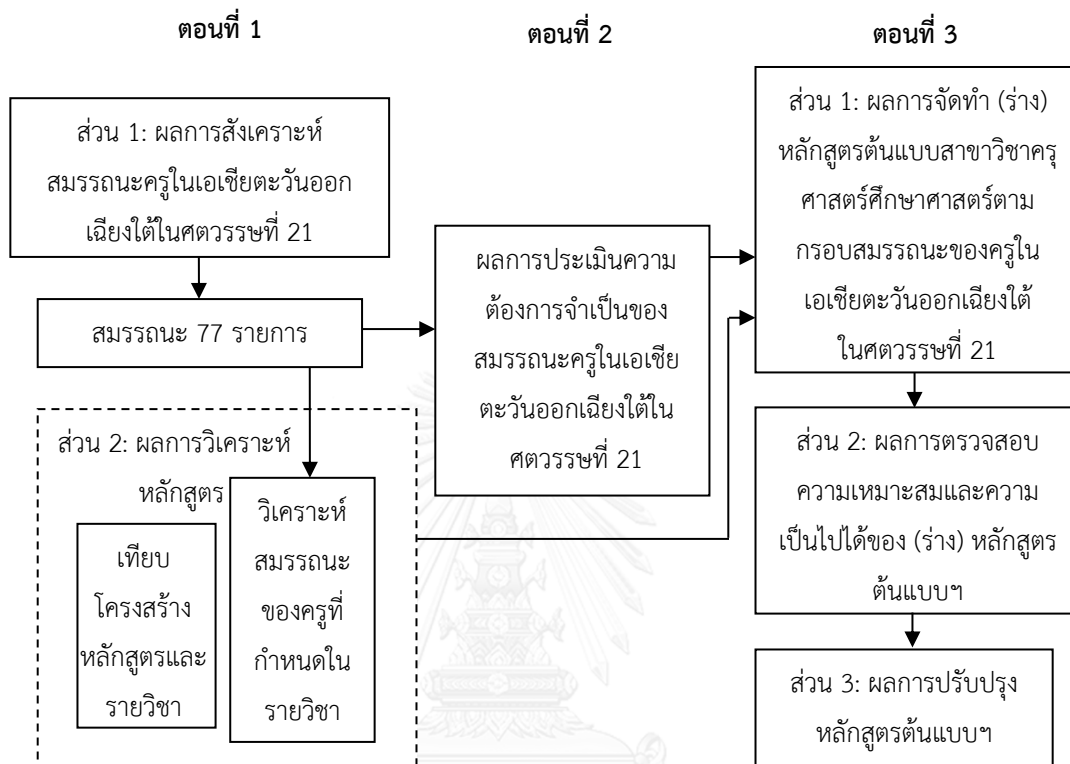 ตอนที่ 1
ส่วน 1: ผลการสังเคราะห์
สมรรถนะครูในเอเชียตะวันออก
เฉียงใต้ในศตวรรษที่ 21
สมรรถนะ 77 รายการ
ส่วน 2: ผลการวิเคราะห์
หลักสูตร
เทียบ
โครงสร้าง
หลักสูตรและ
รายวิชา
วิเคราะห์
สมรรถนะ
ของครูที่
กำหนดใน
รายวิชา
ตอนที่ 2
ผลการประเมินความ
ต้องการจำเป็นของ
สมรรถนะครูในเอเชีย
ตะวันออกเฉียงใต้ใน
ศตวรรษที่ 21
ตอนที่ 3
ส่วน 1: ผลการจัดทำ (ร่าง)
หลักสูตรต้นแบบสาขาวิชาครุ
ศาสตร์ศึกษาศาสตร์ตาม
กรอบสมรรถนะของครูใน
เอเชียตะวันออกเฉียงใต้
ในศตวรรษที่ 21
ส่วน 2: ผลการตรวจสอบ
ความเหมาะสมและความ
เป็นไปได้ของ (ร่าง) หลักสูตร
ต้นแบบฯ
ส่วน 3: ผลการปรับปรุง
หลักสูตรต้นแบบฯ